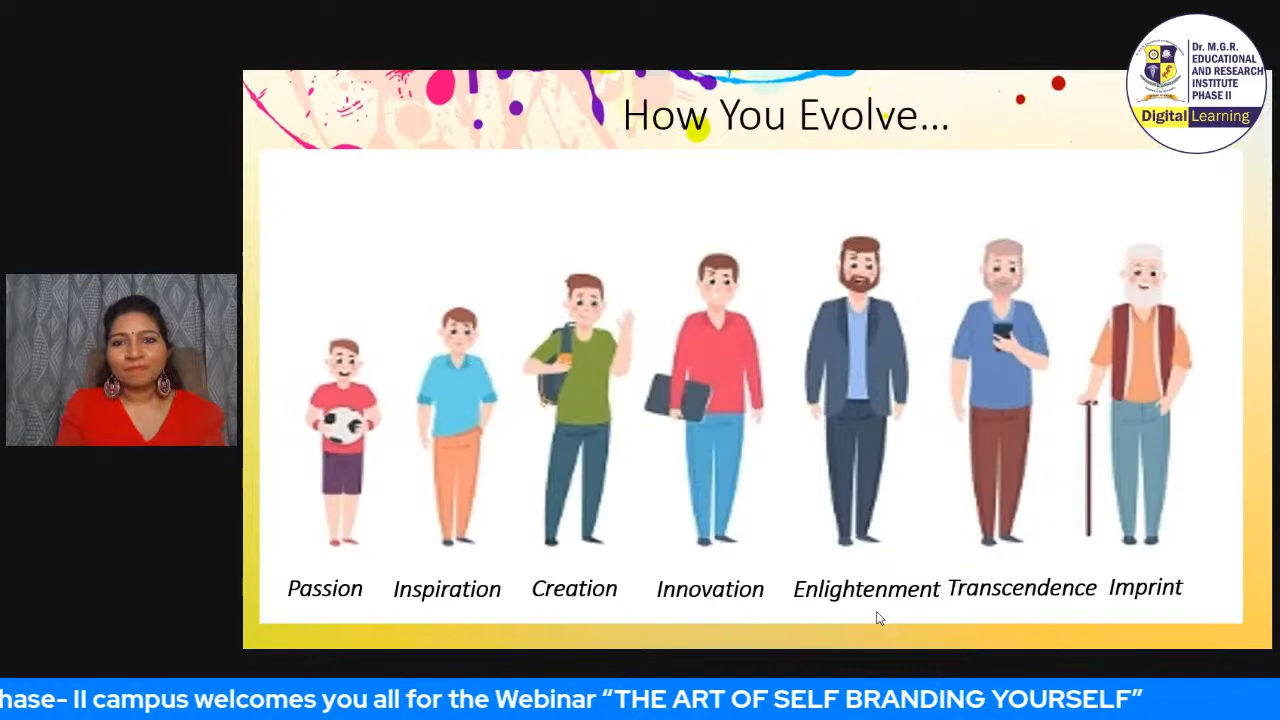 How You Evolve...
Dr. M.G.R.
EDUCATIONAL
AND RESEARCH
INSTITUTE
PHASE II
Digital Learning
Passion Inspiration Creation Innovation Enlightenment Transcendence Imprint
hase- II campus welcomes you all for the Webinar “THE ART OF SELF BRANDING YOURSELF”